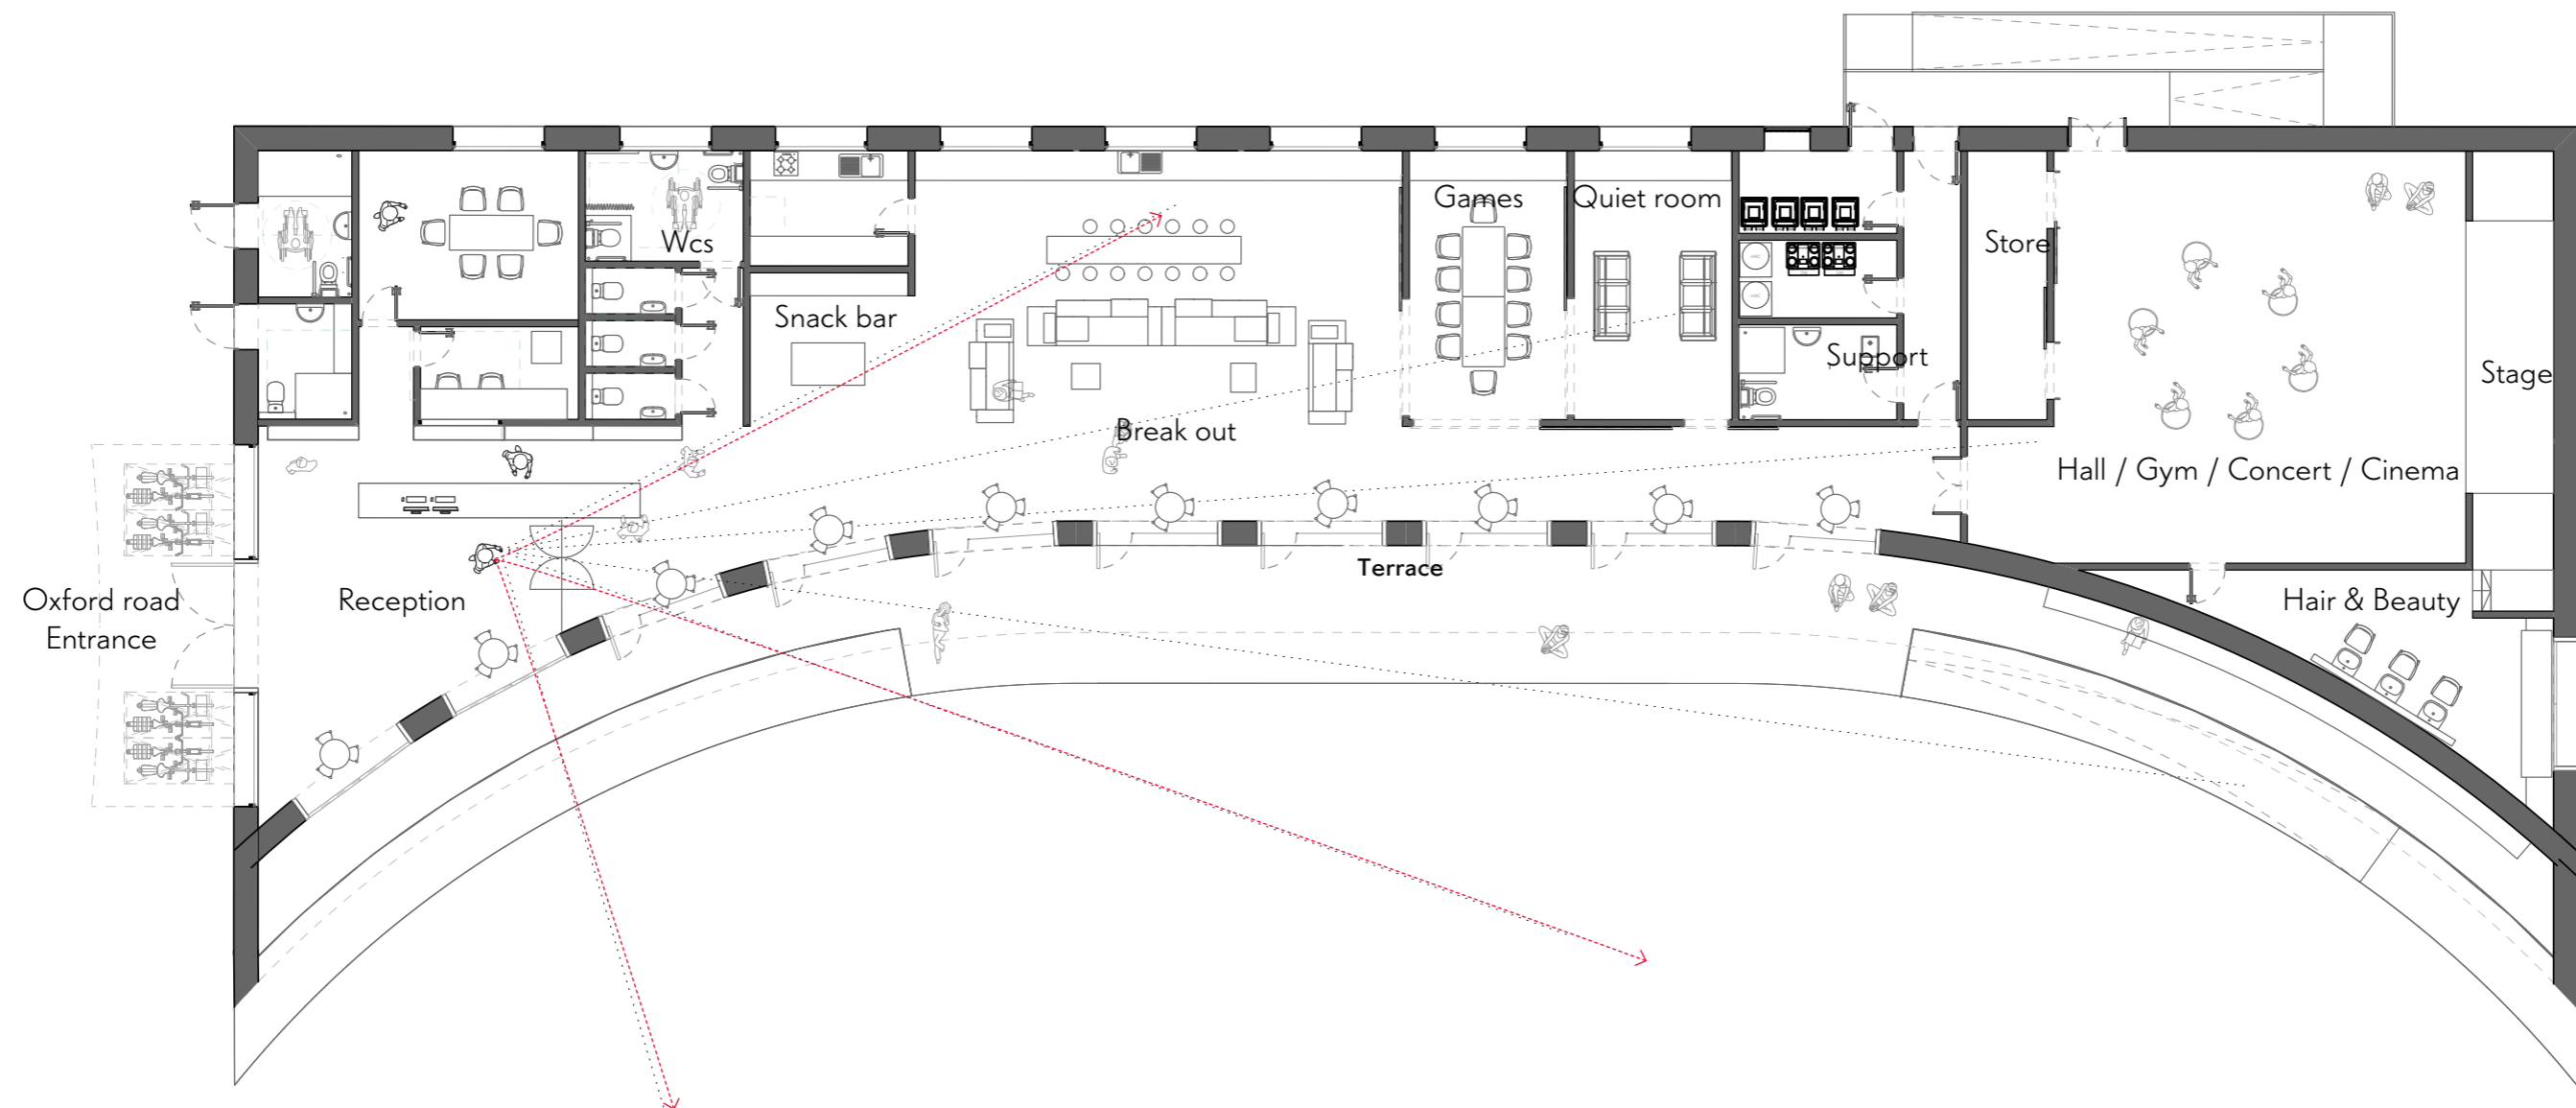 Games
Quiet room
Wcs
Store
Snack bar
Support
Stage
Break out
Hall / Gym / Concert / Cinema
Terrace
Oxford road
Entrance
Reception
Hair & Beauty